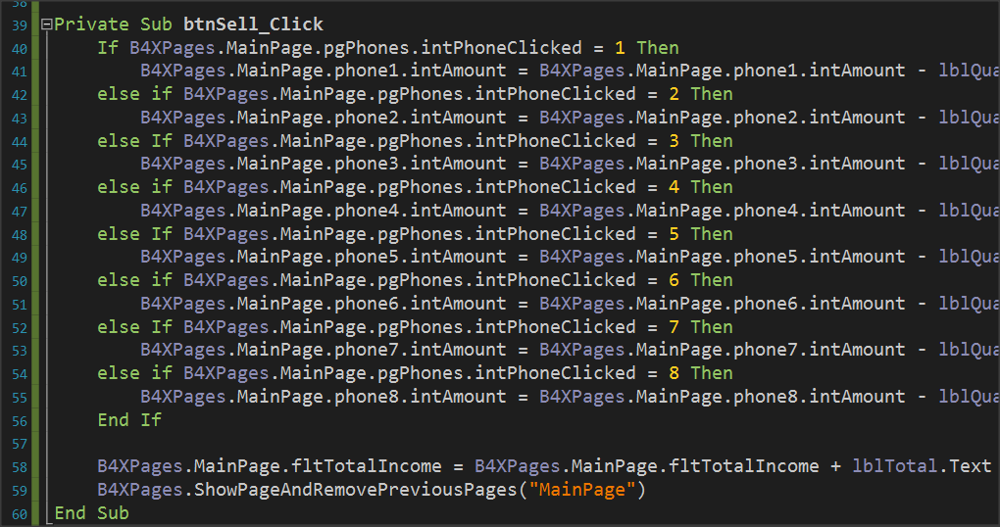 38
39 Private Sub btnSell_Click
40 If B4XPages.MainPage.pgPhones.intPhoneClicked = 1 Then
41 B4XPages.MainPage.phone1.intAmount = B4XPages.MainPage.phone1.intAmount - lblQua
42 else if B4XPages.MainPage.pgPhones.intPhoneClicked = 2 Then
43 B4XPages.MainPage.phone2.intAmount = B4XPages.MainPage.phone2.intAmount - lblQua
44 else If B4XPages.MainPage.pgPhones.intPhoneClicked = 3 Then
45 B4XPages.MainPage.phone3.intAmount = B4XPages.MainPage.phone3.intAmount - lblQua
46 else if B4XPages.MainPage.pgPhones.intPhoneClicked = 4 Then
47 B4XPages.MainPage.phone4.intAmount = B4XPages.MainPage.phone4.intAmount - lblQua
48 else If B4XPages.MainPage.pgPhones.intPhoneClicked = 5 Then
49 B4XPages.MainPage.phone5.intAmount = B4XPages.MainPage.phone5.intAmount - lblQua
50 else if B4XPages.MainPage.pgPhones.intPhoneClicked = 6 Then
51 B4XPages.MainPage.phone6.intAmount = B4XPages.MainPage.phone6.intAmount - lblQua
52 else If B4XPages.MainPage.pgPhones.intPhoneClicked = 7 Then
53 B4XPages.MainPage.phone7.intAmount = B4XPages.MainPage.phone7.intAmount - lblQua
54 else if B4XPages.MainPage.pgPhones.intPhoneClicked = 8 Then
55 B4XPages.MainPage.phone8.intAmount = B4XPages.MainPage.phone8.intAmount - lblQua
56 End If
57
58 B4XPages.MainPage.fltTotalIncome = B4XPages.MainPage.fltTotalIncome + lblTotal.Text
59 B4XPages.ShowPageAndRemovePreviousPages("MainPage")
60 End Sub